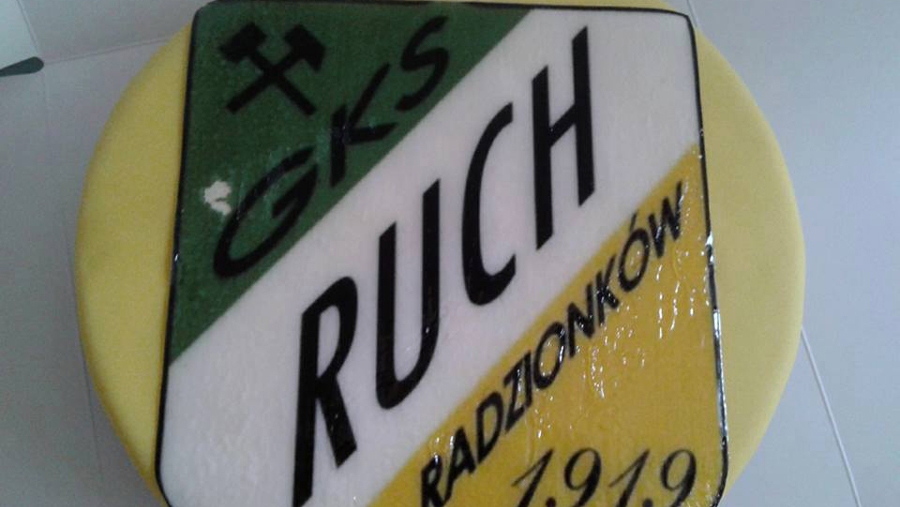 GKS
RUCH
RADZIONKÓW
1919